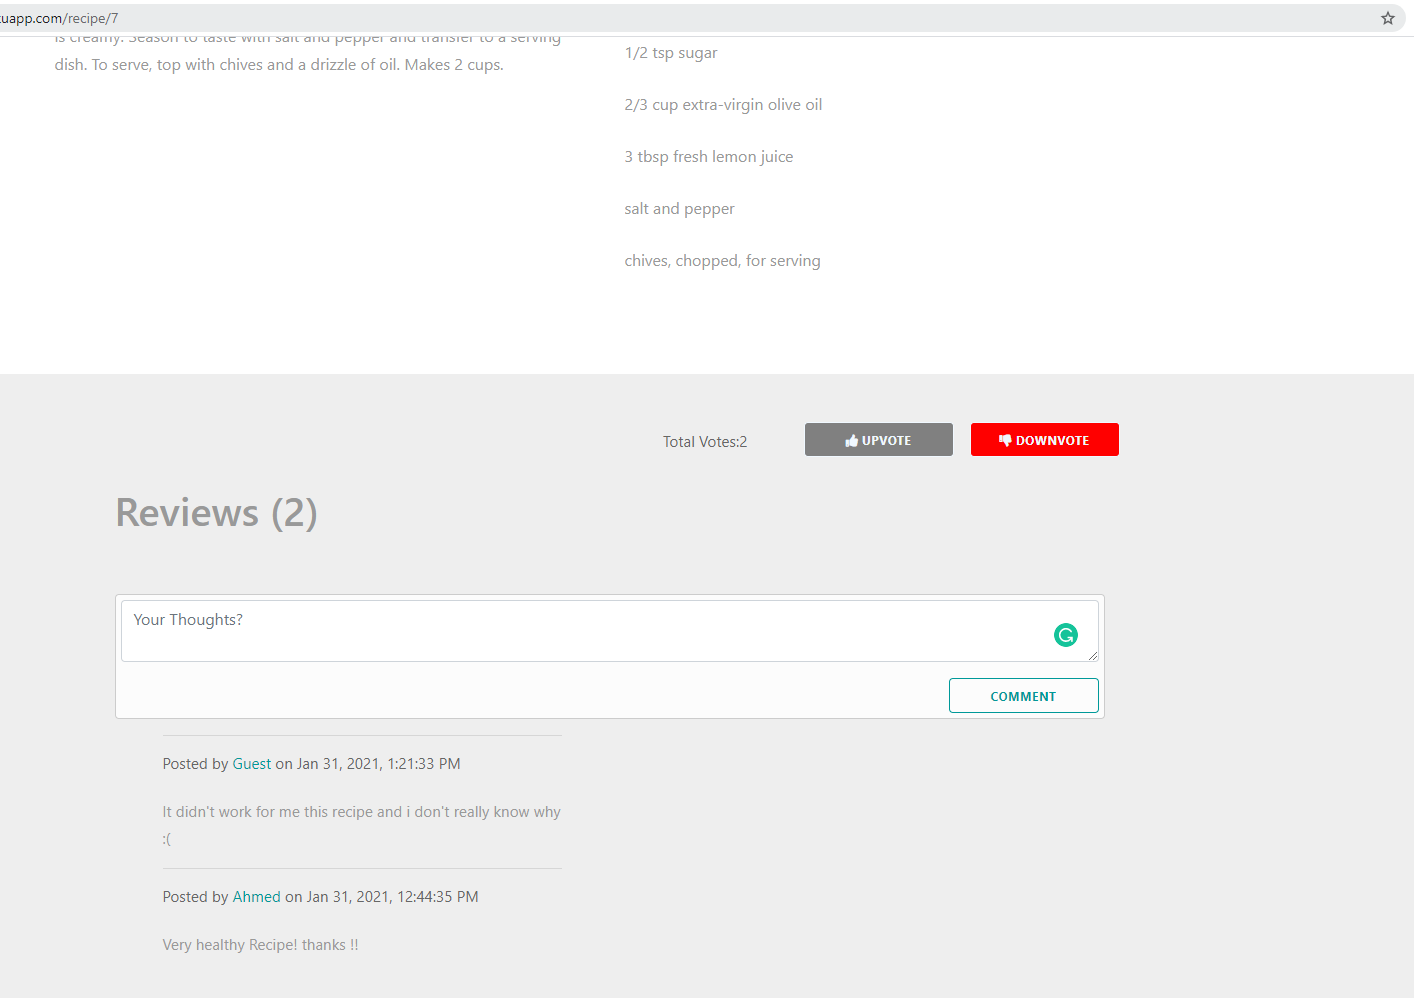 uapp.com/recipe/7
is creamy. Season to taste with salt and pepper and transfer to a serving
dish. To serve, top with chives and a drizzle of oil. Makes 2 cups.
1/2 tsp sugar
2/3 cup extra-virgin olive oil
3 tbsp fresh lemon juice
salt and pepper
chives, chopped, for serving
Total Votes:2
UPVOTE
DOWNVOTE
Reviews (2)
Your Thoughts?
COMMENT
Posted by Guest on Jan 31, 2021, 1:21:33 PM
It didn't work for me this recipe and i don't really know why
:(
Posted by Ahmed on Jan 31, 2021, 12:44:35 PM
Very healthy Recipe! thanks !!